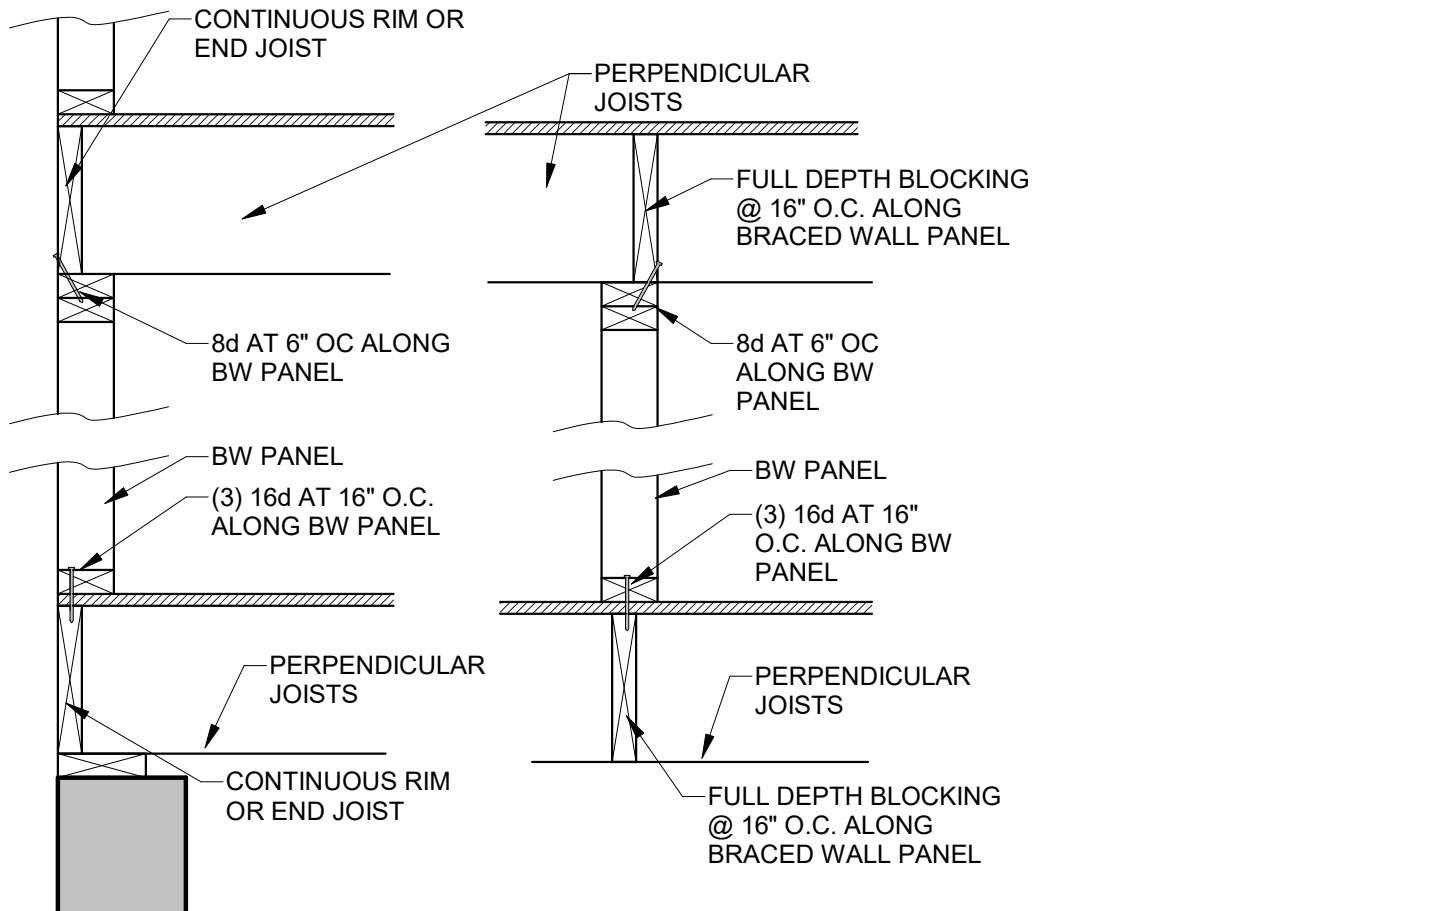 CONTINUOUS RIM OR
END JOIST
PERPENDICULAR
JOISTS
FULL DEPTH BLOCKING
@ 16" O.C. ALONG
BRACED WALL PANEL
8d AT 6" OC ALONG
BW PANEL
8d AT 6" OC
ALONG BW
PANEL
BW PANEL
(3) 16d AT 16" O.C.
ALONG BW PANEL
BW PANEL
(3) 16d AT 16"
O.C. ALONG BW
PANEL
PERPENDICULAR
JOISTS
PERPENDICULAR
JOISTS
CONTINUOUS RIM
OR END JOIST
FULL DEPTH BLOCKING
@ 16" O.C. ALONG
BRACED WALL PANEL